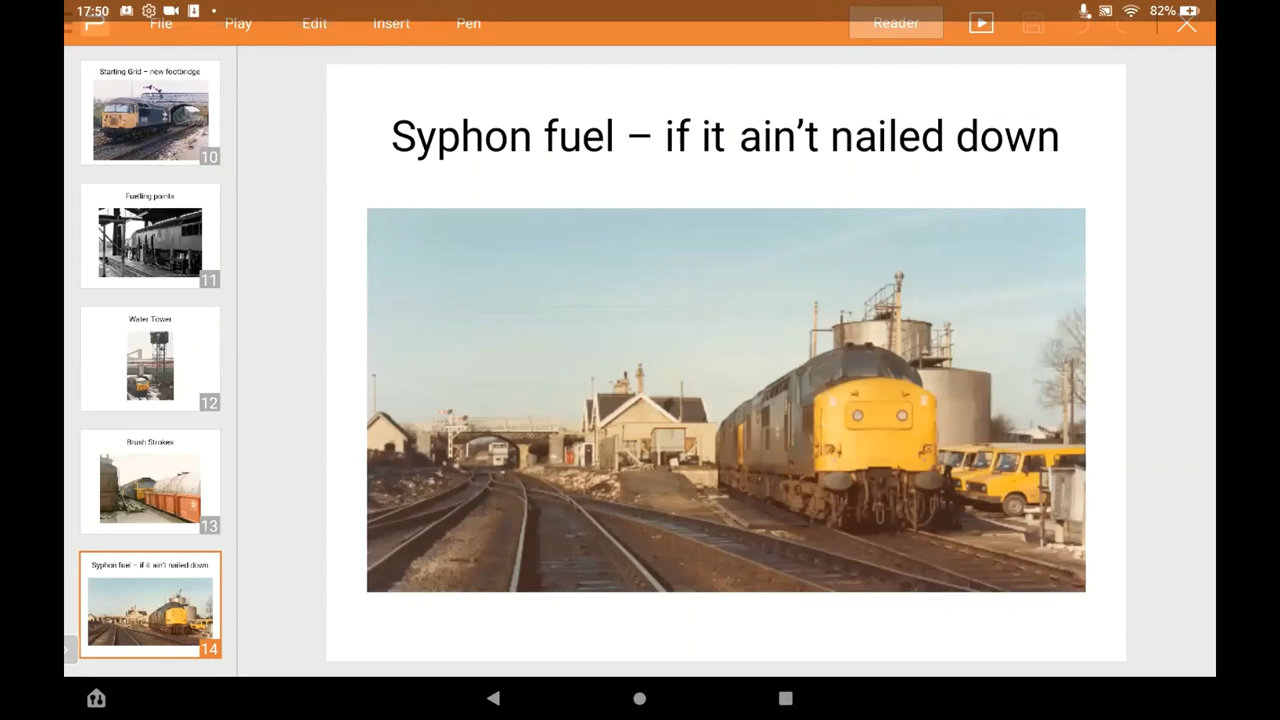 17:50
82%
File Play Edit Insert Pen Reader
Starting Grid – new footbridge
10
Fuelling points
11
Water Tower
12
Brush Strokes
13
Syphon fuel – if it ain't nailed down
14
Syphon fuel – if it ain’t nailed down